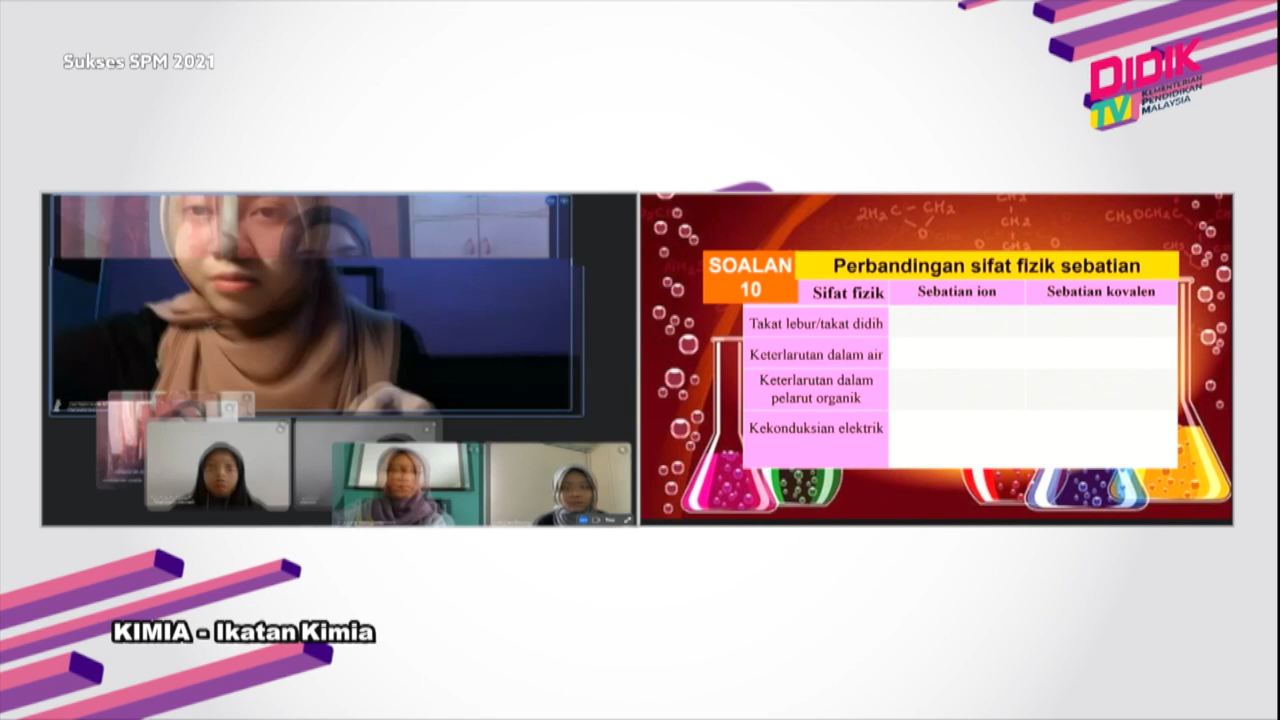 Sukses SPM 2021
DIDIK
TV
KEMENTERIAN
PENDIDIKAN
MALAYSIA
SOALAN
10
Perbandingan sifat fizik sebatian
Sifat fizik
Sebatian ion
Sebatian kovalen
Takat lebur/takat didih
Keterlarutan dalam air
Keterlarutan dalam
pelarut organik
Kekonduksian elektrik
KIMIA - Ikatan Kimia